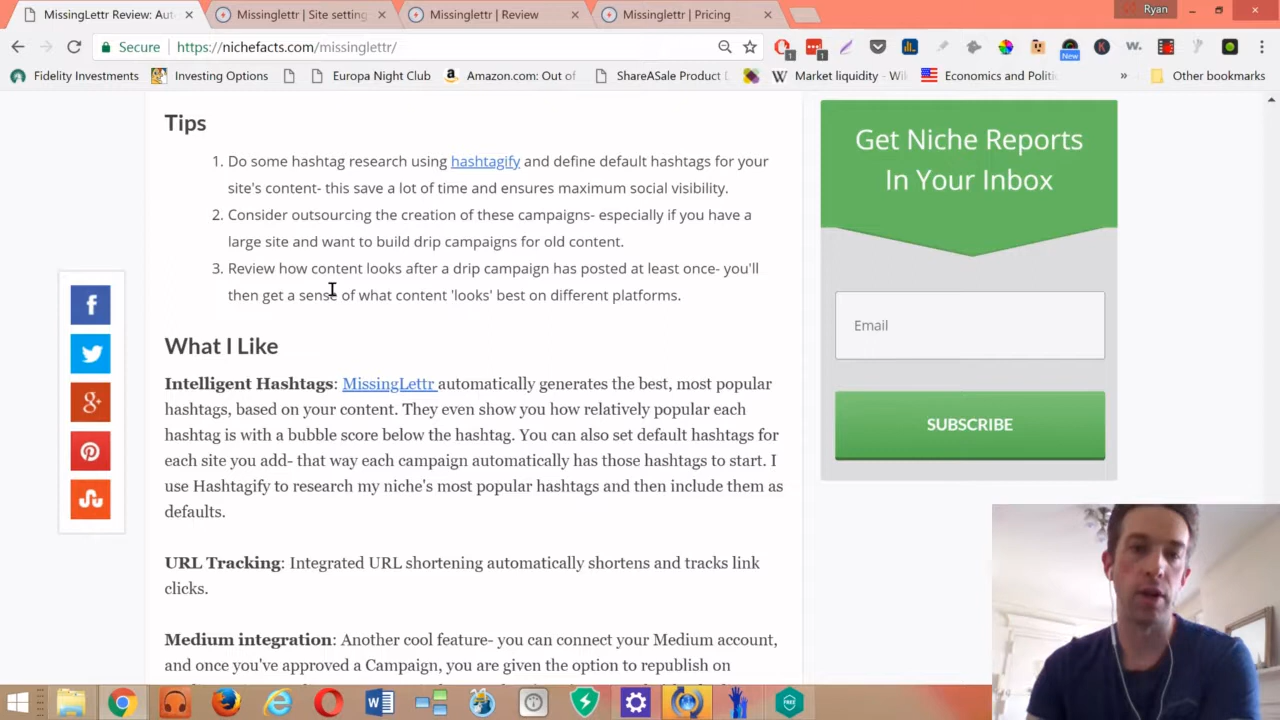 MissingLettr Review: Aut
Missinglettr | Site setting
Missinglettr | Review
Missinglettr | Pricing
Ryan
Secure
https://nichefacts.com/missinglettr/
1
1
K
W.
New
Fidelity Investments
Investing Options
Europa Night Club
Amazon.com: Out of
ShareASale Product D
W Market liquidity - Wik
Economics and Politi
»
Other bookmarks
Tips
1. Do some hashtag research using hashtagify and define default hashtags for your
site's content- this save a lot of time and ensures maximum social visibility.
2. Consider outsourcing the creation of these campaigns- especially if you have a
large site and want to build drip campaigns for old content.
3. Review how content looks after a drip campaign has posted at least once- you'll
then get a sense of what content 'looks' best on different platforms.
What I Like
Intelligent Hashtags: MissingLettr automatically generates the best, most popular
hashtags, based on your content. They even show you how relatively popular each
hashtag is with a bubble score below the hashtag. You can also set default hashtags for
each site you add- that way each campaign automatically has those hashtags to start. I
use Hashtagify to research my niche's most popular hashtags and then include them as
defaults.
URL Tracking: Integrated URL shortening automatically shortens and tracks link
clicks.
Medium integration: Another cool feature- you can connect your Medium account,
and once you've approved a Campaign, you are given the option to republish on
Get Niche Reports
In Your Inbox
Email
SUBSCRIBE